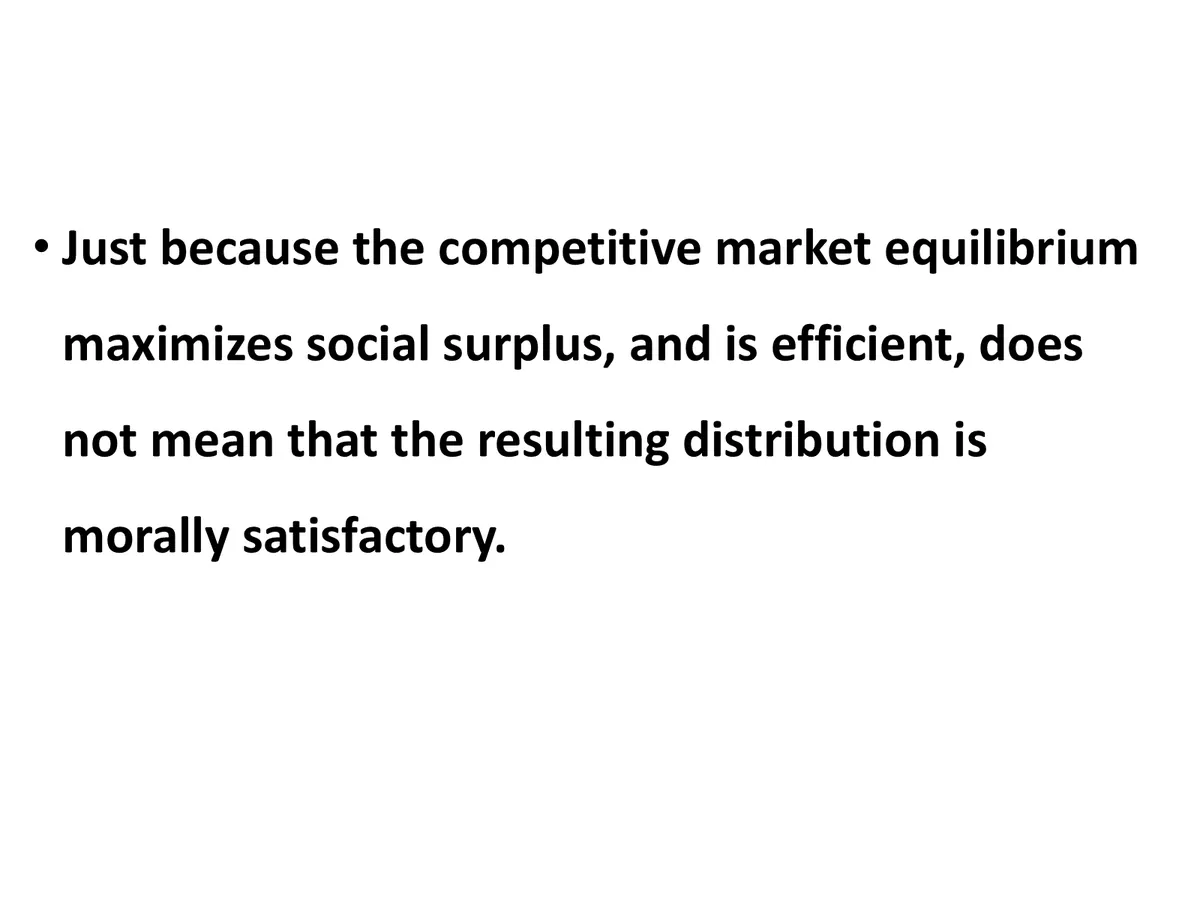 • Just because the competitive market equilibrium
maximizes social surplus, and is efficient, does
not mean that the resulting distribution is
morally satisfactory.